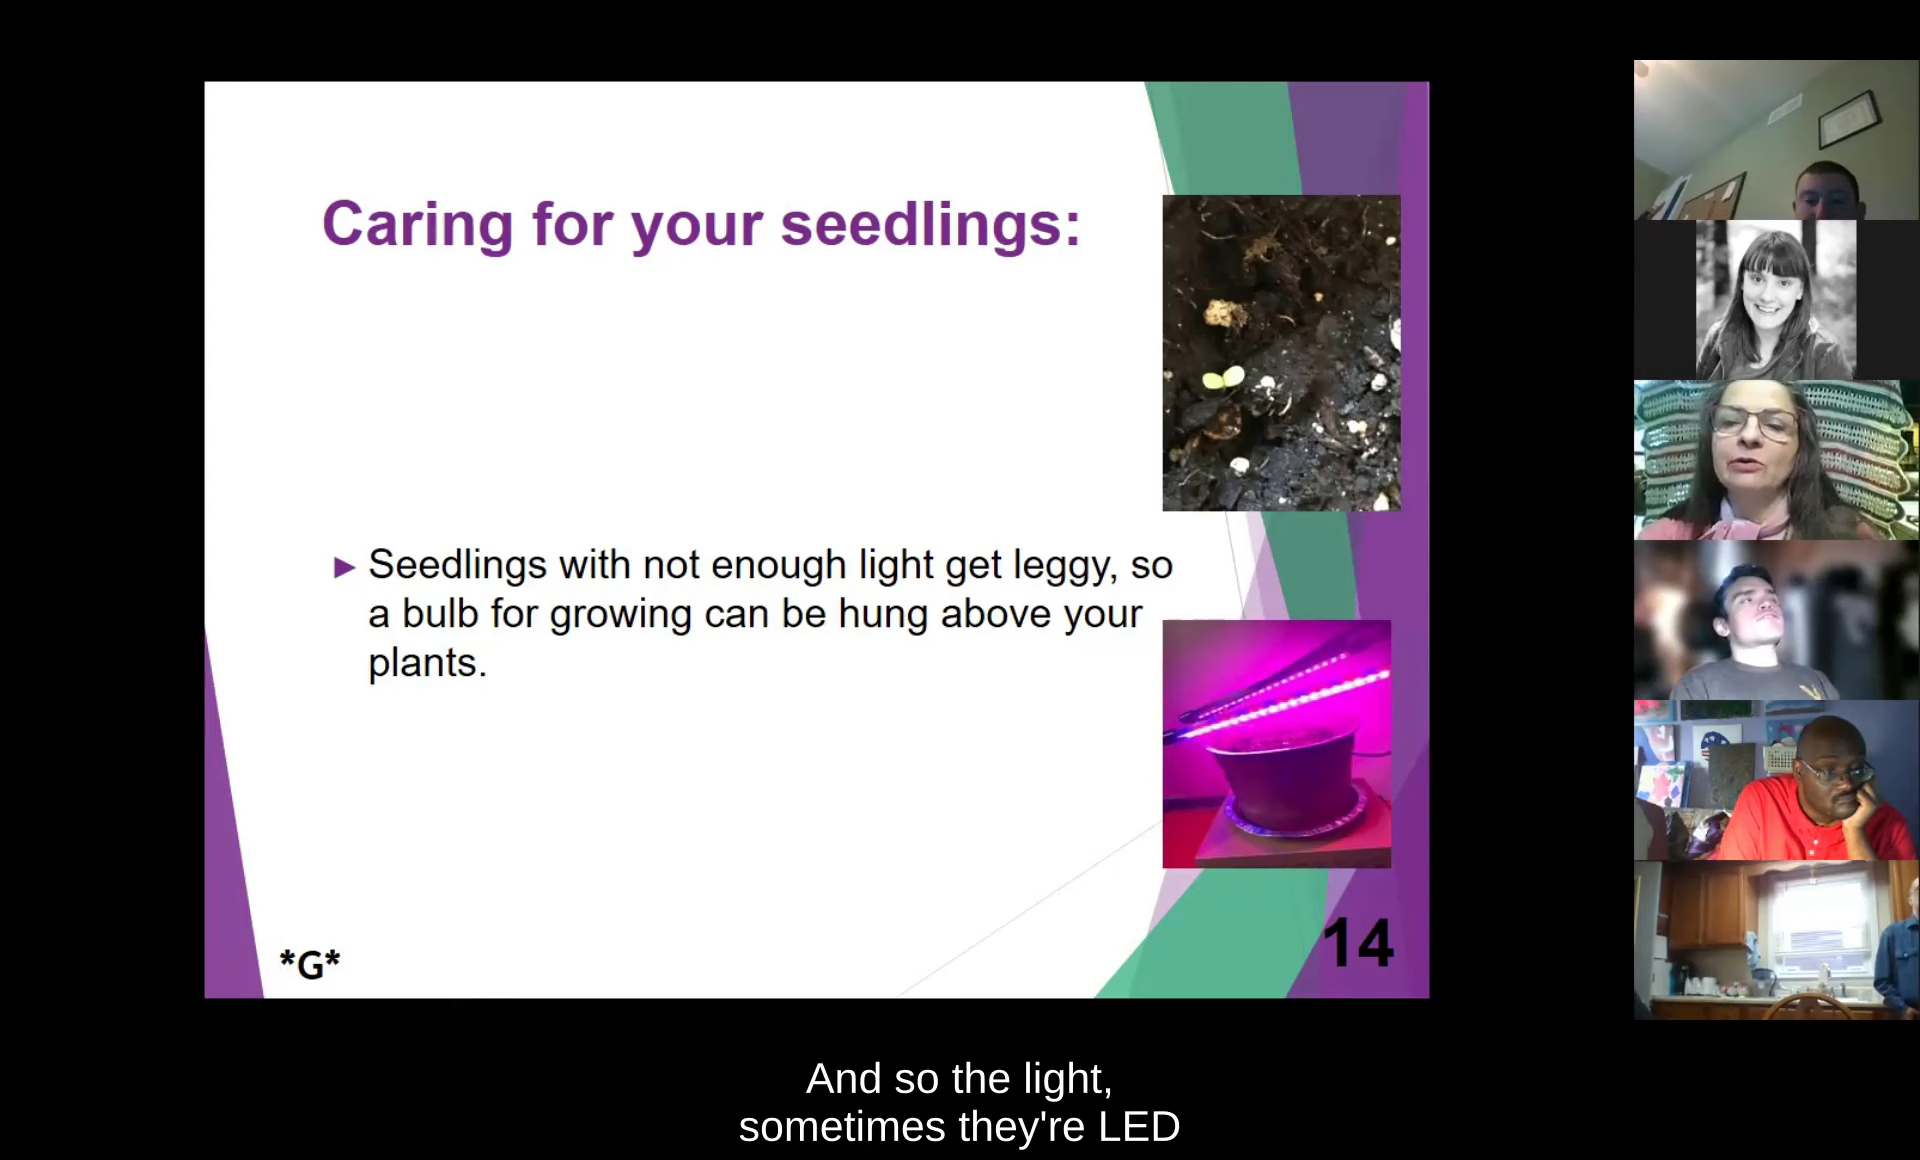 Caring for your seedlings:
► Seedlings with not enough light get leggy, so
a bulb for growing can be hung above your
plants.
*G*
14
And so the light,
sometimes they're LED